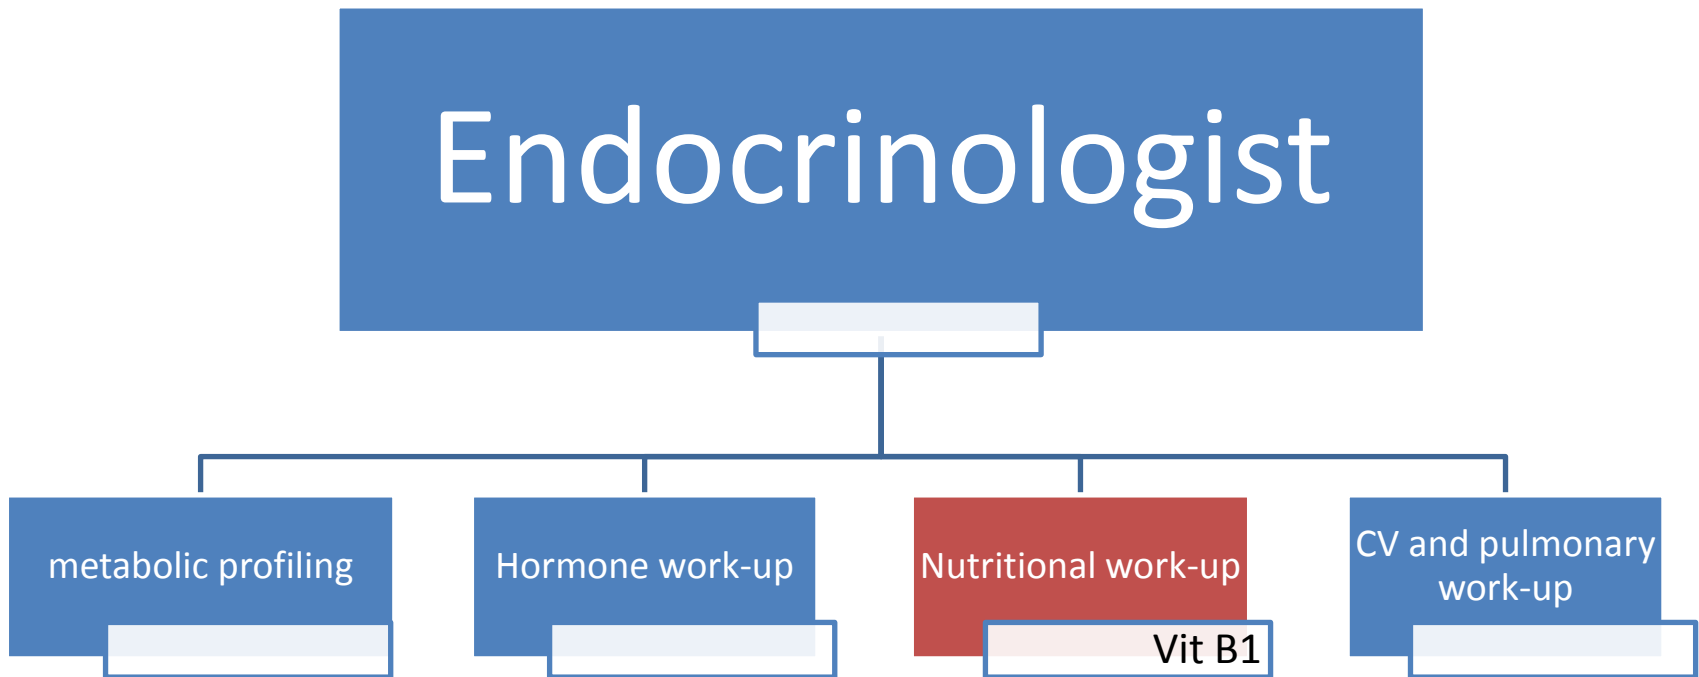 Endocrinologist
metabolic profiling
Hormone work-up
Nutritional work-up
Vit B1
CV and pulmonary
work-up